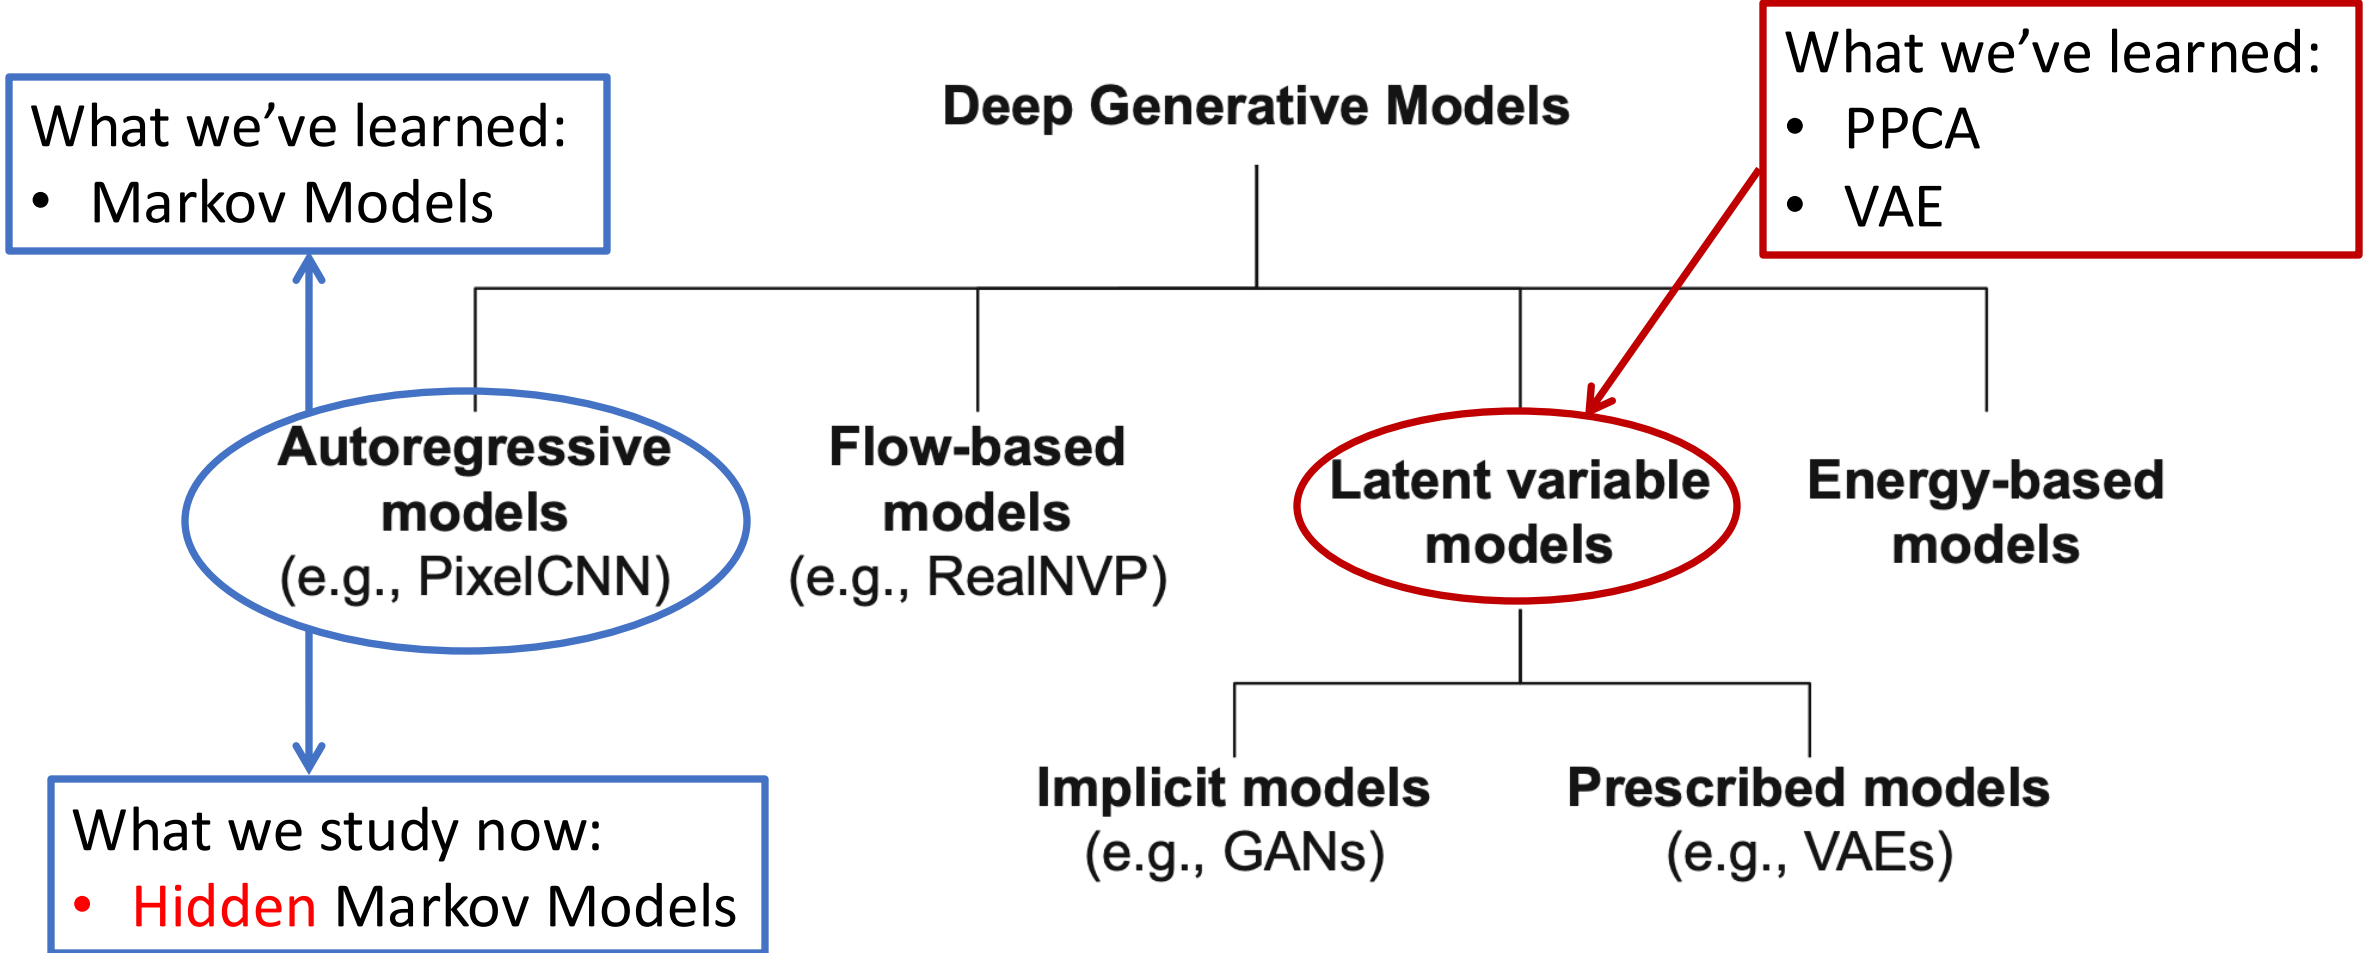 What we’ve learned:
• Markov Models
Deep Generative Models
What we’ve learned:
• PPCA
• VAE
Autoregressive
models
(e.g., PixelCNN)
Flow-based
models
(e.g., RealNVP)
Latent variable
models
Energy-based
models
Implicit models
(e.g., GANs)
Prescribed models
(e.g., VAEs)
What we study now:
• Hidden Markov Models